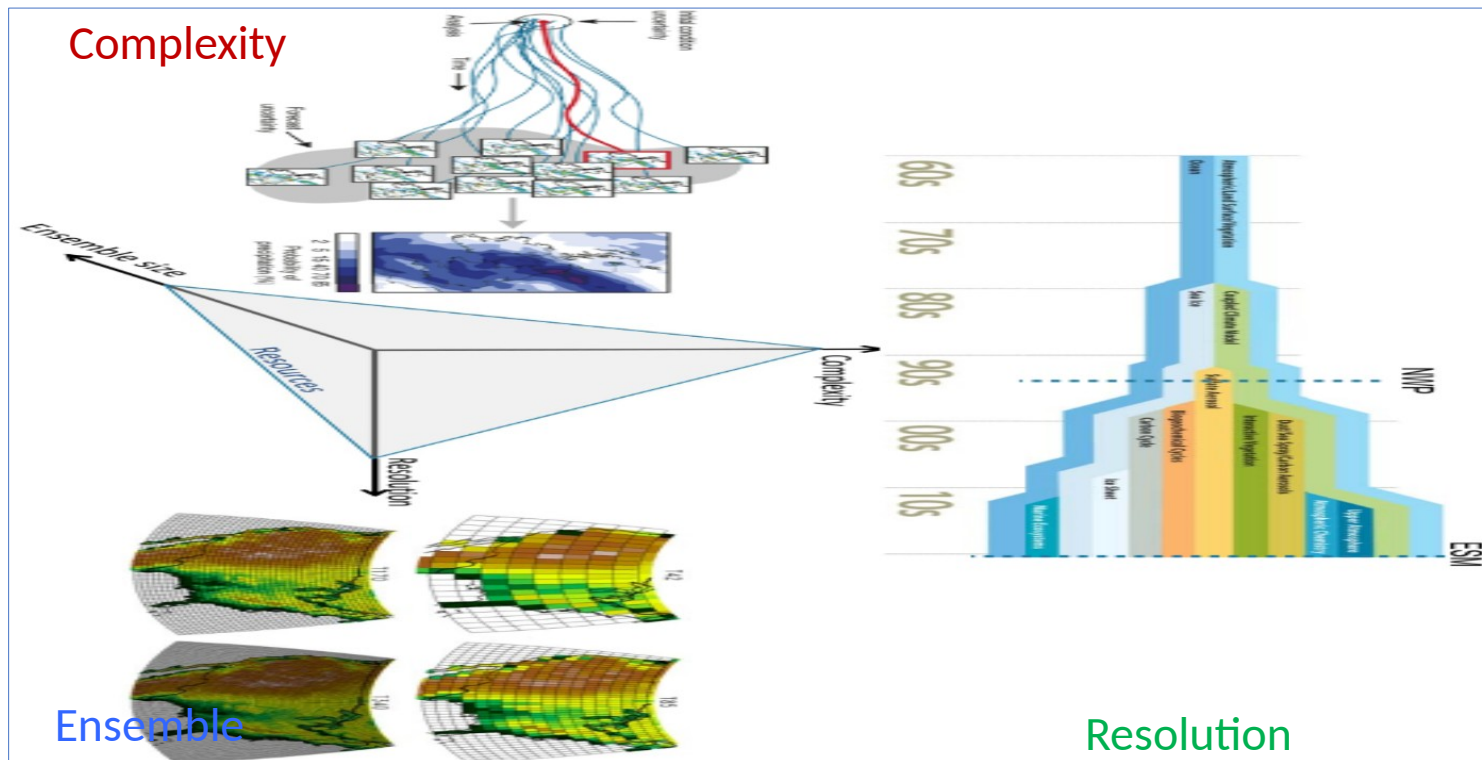 Complexity
Analysis
Initial condition
uncertainty
Time
Forecast
uncertainty
Probability of
precipitation (%)
2 5 15 40 70 95
Ensemble size
Resources
Complexity
Resolution
T170
T42
T340
T85
Ensemble
60s
70s
80s
90s
00s
10s
Oceans
Atmospheric/Land Surface/Vegetation
Sea Ice
Coupled Climate Model
Sulfate Aerosol
Carbon Cycle
Biogeochemical Cycles
Interactive Vegetation
Dust/Sea Spray/Carbon Aerosols
Ice Sheet
Marine Ecosystems
Atmospheric Chemistry
Upper Atmosphere
NWP
ESM
Resolution